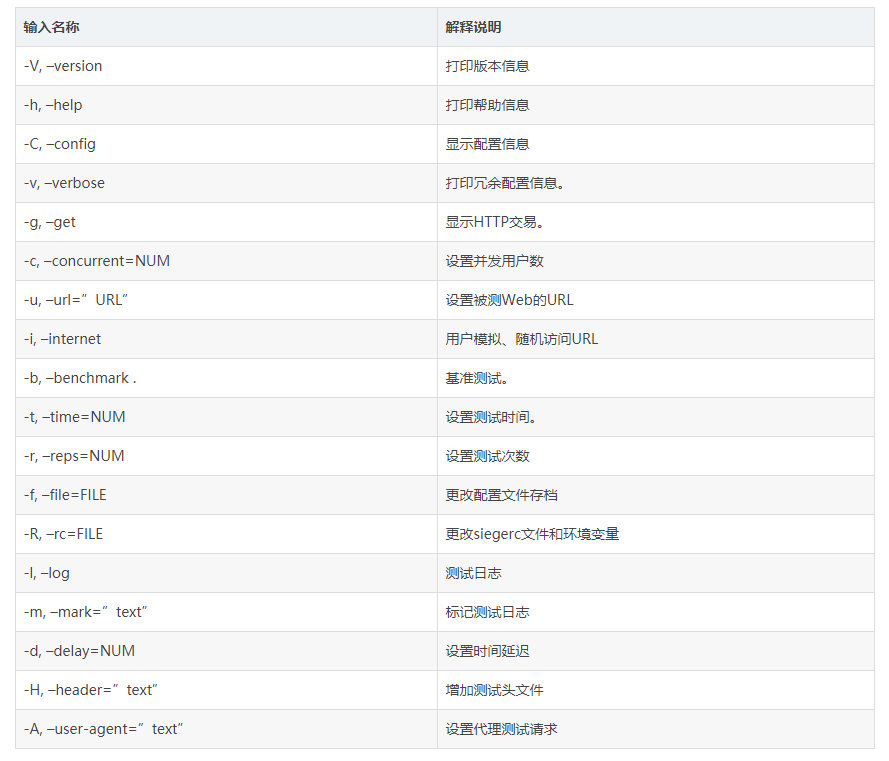 输入名称 解释说明
-V, –version 打印版本信息
-h, –help 打印帮助信息
-C, –config 显示配置信息
-v, –verbose 打印冗余配置信息。
-g, –get 显示HTTP交易。
-c, –concurrent=NUM 设置并发用户数
-u, –url=”URL” 设置被测Web的URL
-i, –internet 用户模拟、随机访问URL
-b, –benchmark . 基准测试。
-t, –time=NUM 设置测试时间。
-r, –reps=NUM 设置测试次数
-f, –file=FILE 更改配置文件存档
-R, –rc=FILE 更改siegerc文件和环境变量
-l, –log 测试日志
-m, –mark=”text” 标记测试日志
-d, –delay=NUM 设置时间延迟
-H, –header=”text” 增加测试头文件
-A, –user-agent=”text” 设置代理测试请求